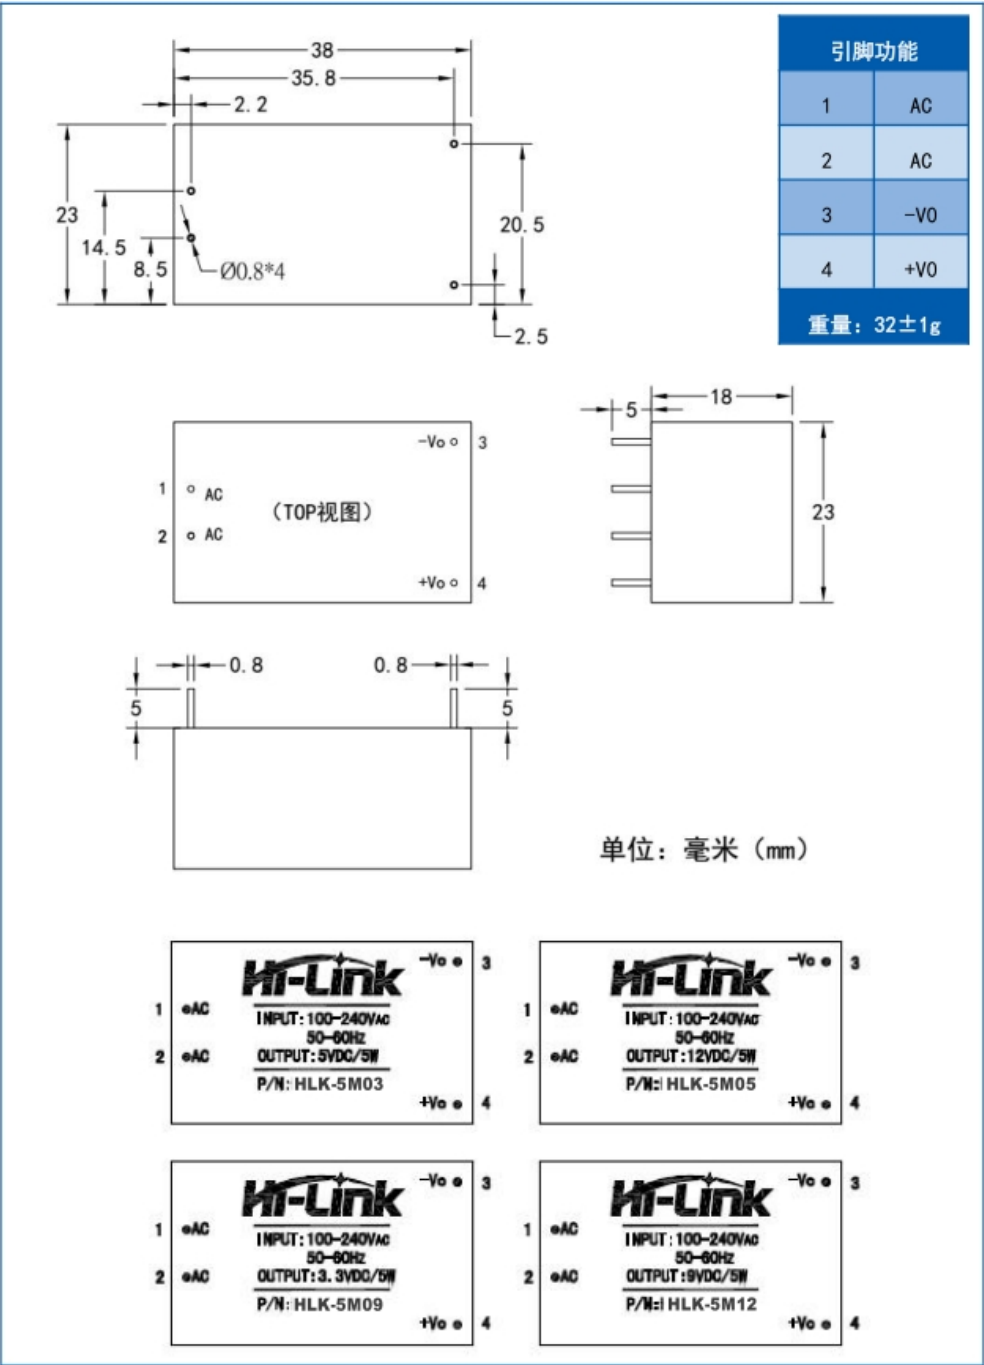 38
35.8
2.2
23
14.5
8.5
Ø0.8*4
20.5
2.5
引脚功能
1 AC
2 AC
3 -VO
4 +VO
重量：32±1g
-Vo 3
1 AC
（TOP视图）
2 AC
+Vo 4
5
18
23
0.8
0.8
5
5
单位：毫米（mm）
Hi-Link
-Vo 3
1 AC
INPUT:100-240VAC
50-60Hz
2 AC
OUTPUT:5VDC/5W
P/N:HLK-5M03
+Vo 4
Hi-Link
-Vo 3
1 AC
INPUT:100-240VAC
50-60Hz
2 AC
OUTPUT:12VDC/5W
P/N:HLK-5M05
+Vo 4
Hi-Link
-Vo 3
1 AC
INPUT:100-240VAC
50-60Hz
2 AC
OUTPUT:3.3VDC/5W
P/N:HLK-5M09
+Vo 4
Hi-Link
-Vo 3
1 AC
INPUT:100-240VAC
50-60Hz
2 AC
OUTPUT:9VDC/5W
P/N:HLK-5M12
+Vo 4